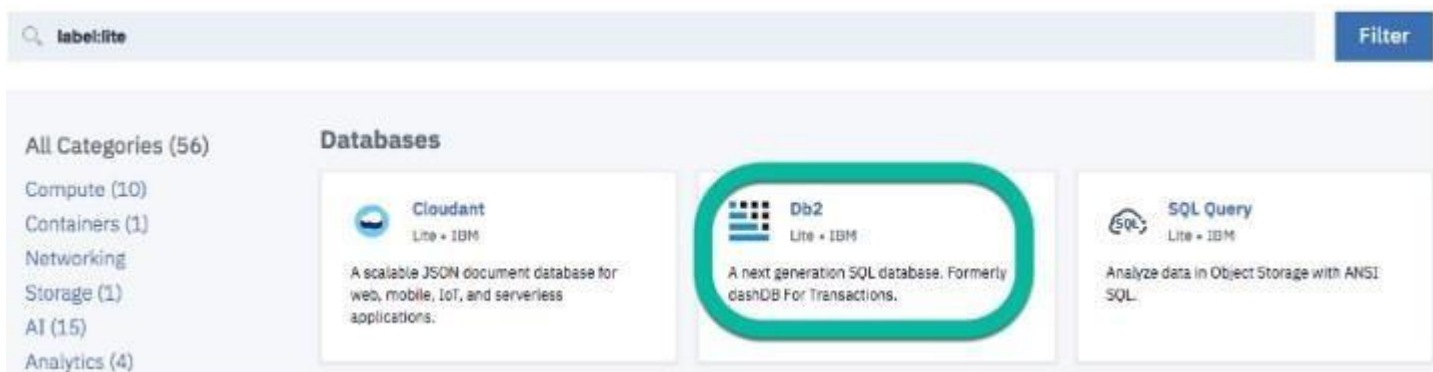 label:lite
Filter
All Categories (56)
Compute (10)
Containers (1)
Networking
Storage (1)
AI (15)
Analytics (4)
Databases
Cloudant
Lite • IBM
A scalable JSON document database for
web, mobile, IoT, and serverless
applications.
Db2
Lite • IBM
A next generation SQL database. Formerly
dashDB For Transactions.
SQL
SQL Query
Lite • IBM
Analyze data in Object Storage with ANSI
SQL.